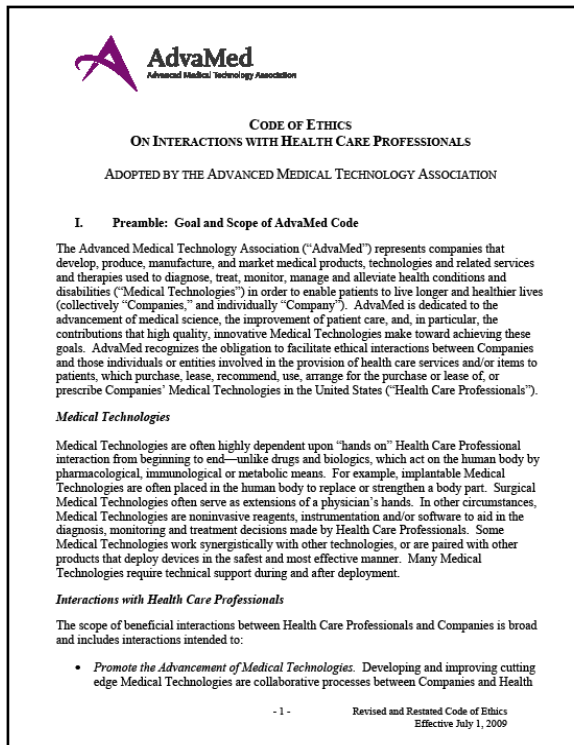 AdvaMed
Advanced Medical Technology Association
CODE OF ETHICS
ON INTERACTIONS WITH HEALTH CARE PROFESSIONALS
ADOPTED BY THE ADVANCED MEDICAL TECHNOLOGY ASSOCIATION
I. Preamble: Goal and Scope of AdvaMed Code
The Advanced Medical Technology Association (“AdvaMed”) represents companies that
develop, produce, manufacture, and market medical products, technologies and related services
and therapies used to diagnose, treat, monitor, manage and alleviate health conditions and
disabilities (“Medical Technologies”) in order to enable patients to live longer and healthier lives
(collectively “Companies,” and individually “Company”). AdvaMed is dedicated to the
advancement of medical science, the improvement of patient care, and, in particular, the
contributions that high quality, innovative Medical Technologies make toward achieving these
goals. AdvaMed recognizes the obligation to facilitate ethical interactions between Companies
and those individuals or entities involved in the provision of health care services and/or items to
patients, which purchase, lease, recommend, use, arrange for the purchase or lease of, or
prescribe Companies’ Medical Technologies in the United States (“Health Care Professionals”).
Medical Technologies
Medical Technologies are often highly dependent upon “hands on” Health Care Professional
interaction from beginning to end—unlike drugs and biologics, which act on the human body by
pharmacological, immunological or metabolic means. For example, implantable Medical
Technologies are often placed in the human body to replace or strengthen a body part. Surgical
Medical Technologies often serve as extensions of a physician’s hands. In other circumstances,
Medical Technologies are noninvasive reagents, instrumentation and/or software to aid in the
diagnosis, monitoring and treatment decisions made by Health Care Professionals. Some
Medical Technologies work synergistically with other technologies, or are paired with other
products that deploy devices in the safest and most effective manner. Many Medical
Technologies require technical support during and after deployment.
Interactions with Health Care Professionals
The scope of beneficial interactions between Health Care Professionals and Companies is broad
and includes interactions intended to:
• Promote the Advancement of Medical Technologies. Developing and improving cutting
edge Medical Technologies are collaborative processes between Companies and Health
- 1 - Revised and Restated Code of Ethics
Effective July 1, 2009